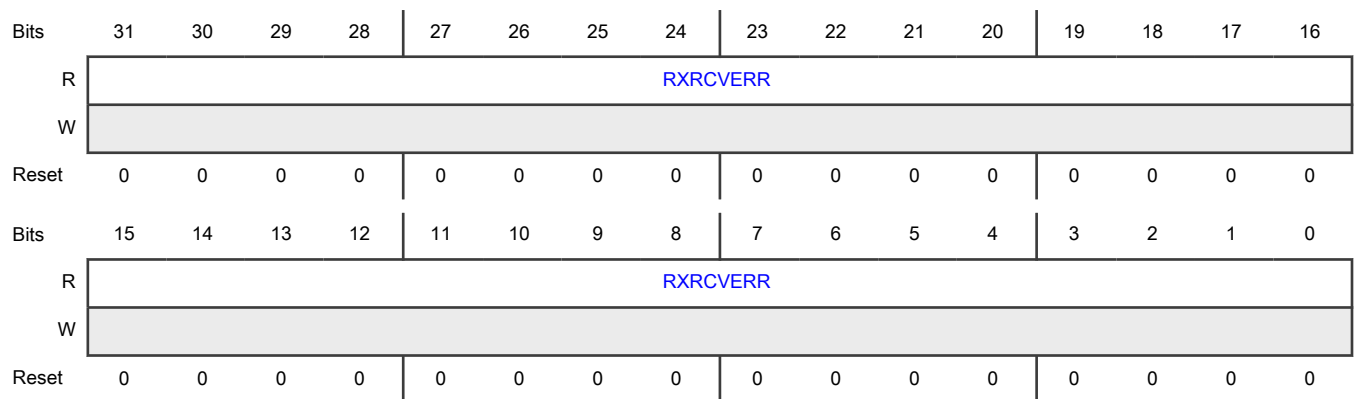 Bits 31 30 29 28 27 26 25 24 23 22 21 20 19 18 17 16
R RXRCVERR
W
Reset 0 0 0 0 0 0 0 0 0 0 0 0 0 0 0 0
Bits 15 14 13 12 11 10 9 8 7 6 5 4 3 2 1 0
R RXRCVERR
W
Reset 0 0 0 0 0 0 0 0 0 0 0 0 0 0 0 0